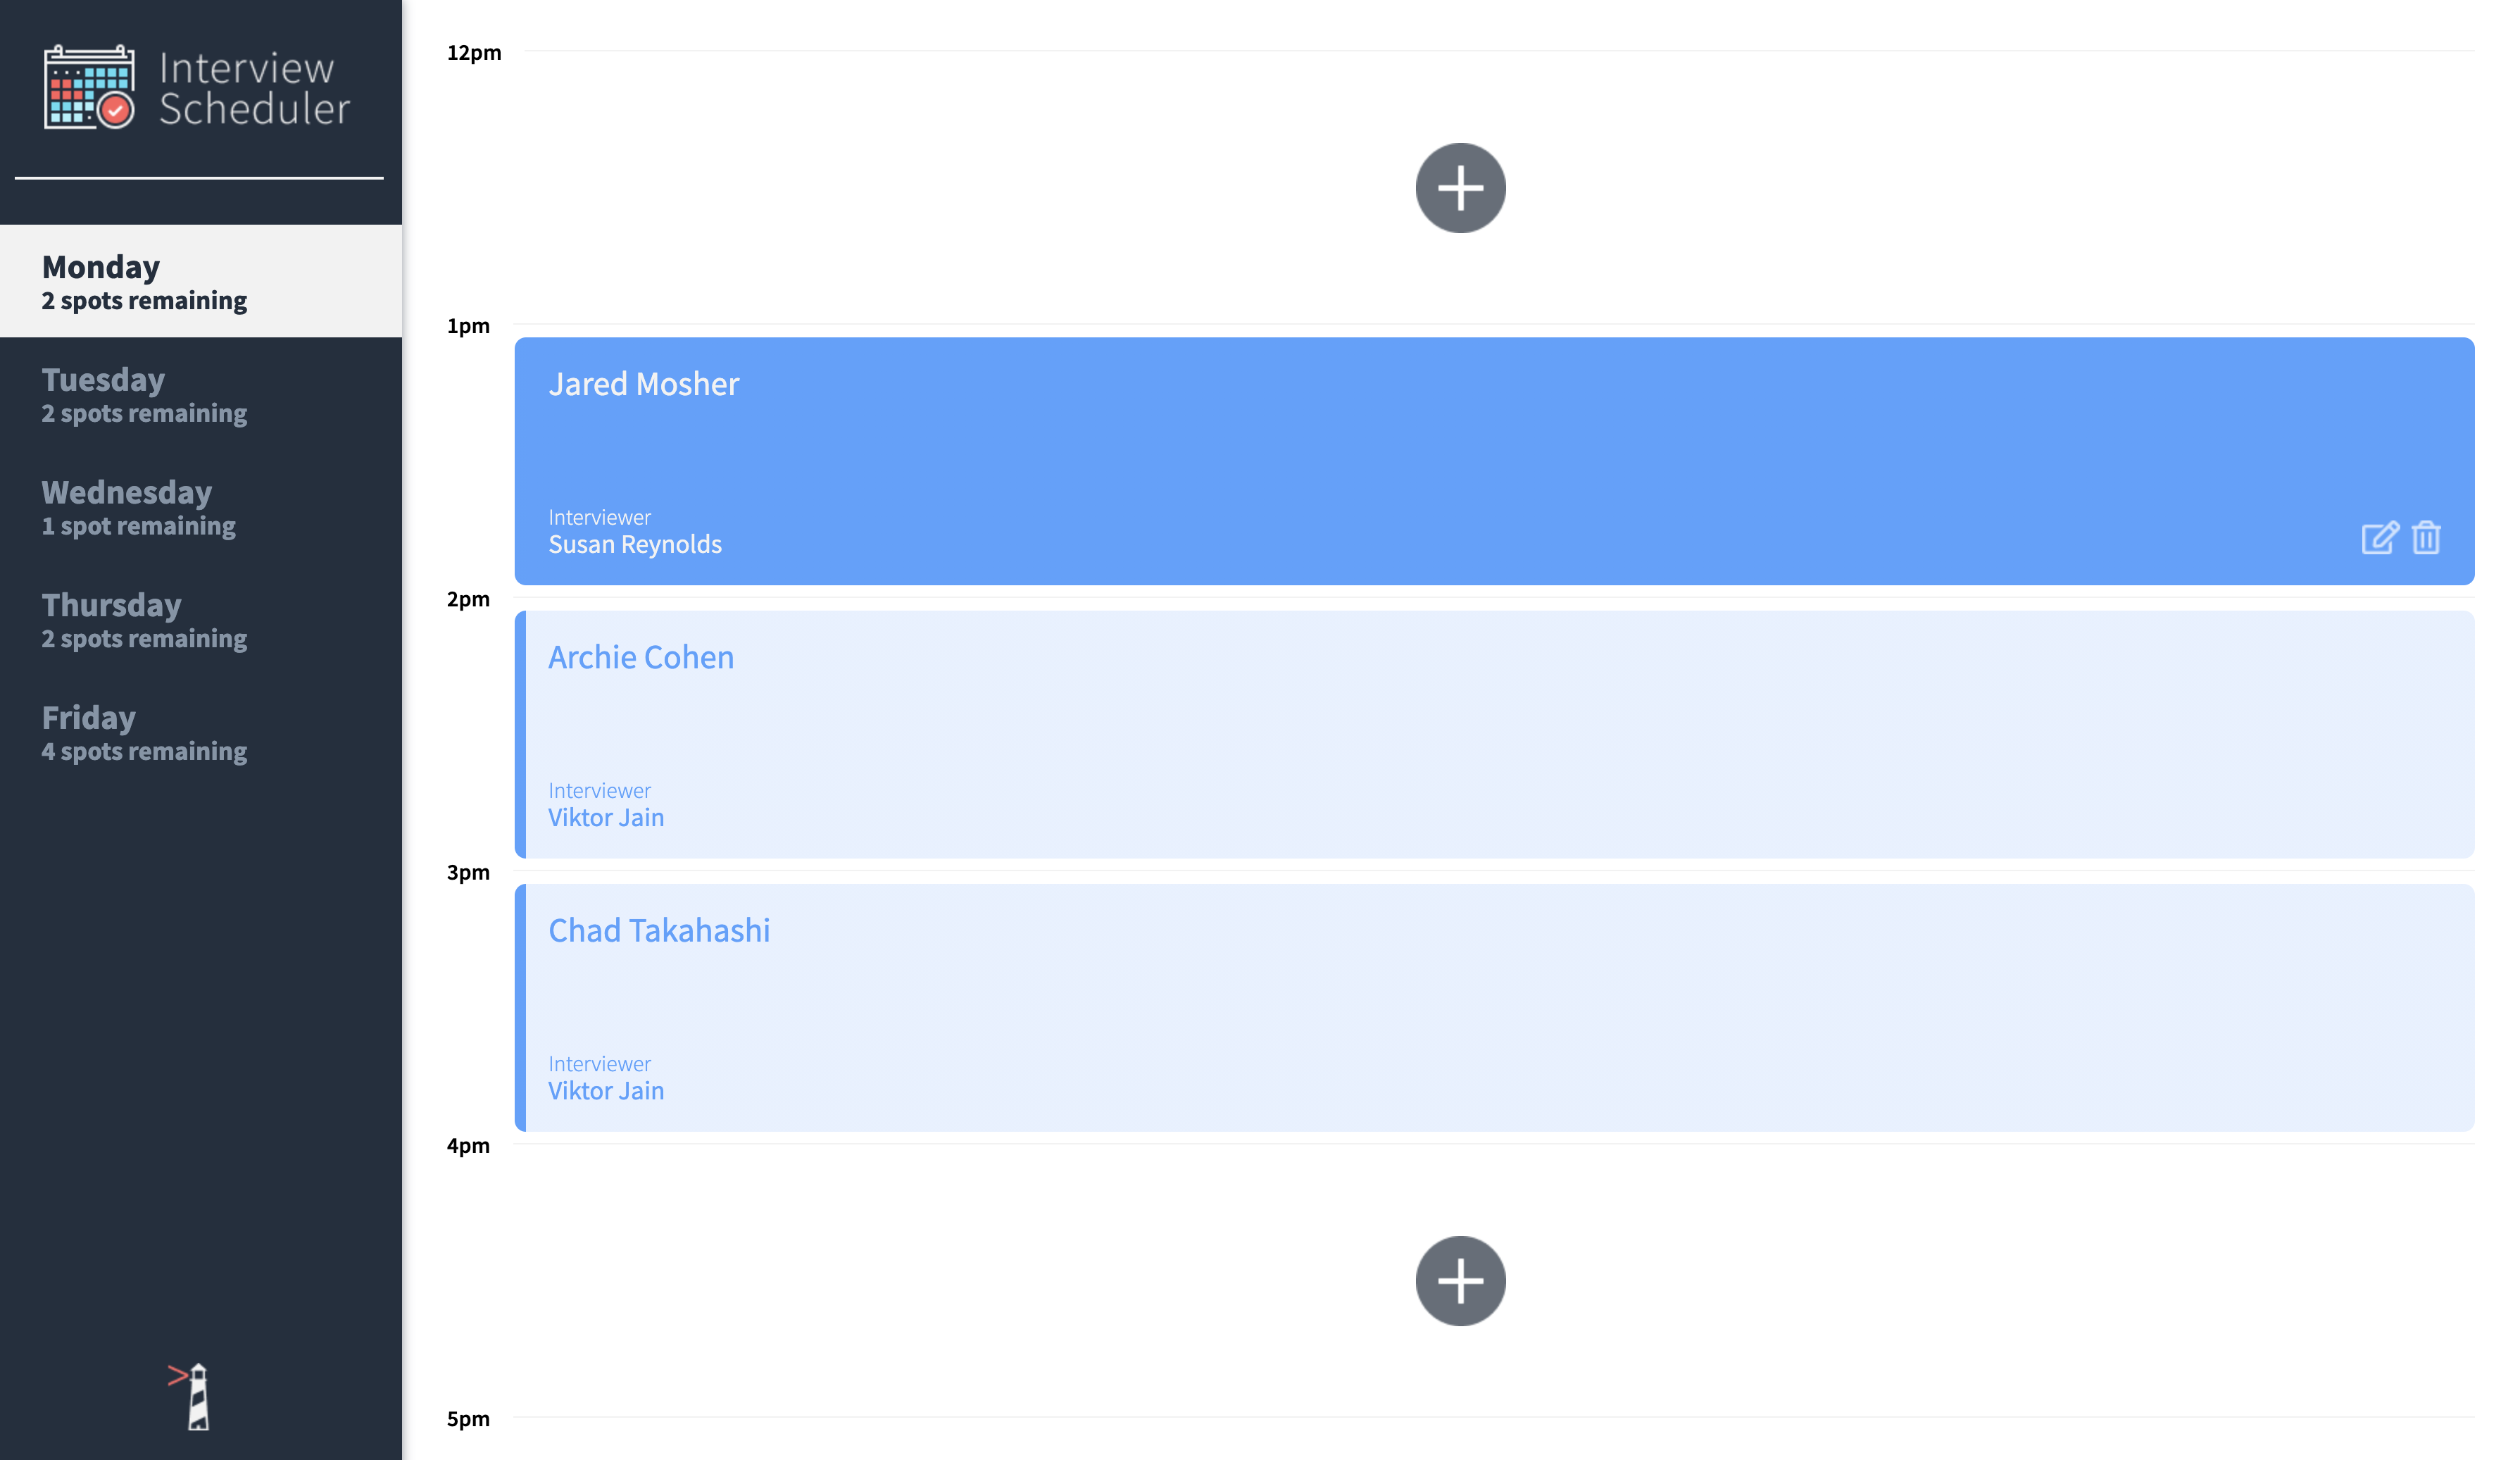 Interview
Scheduler
Monday
2 spots remaining
Tuesday
2 spots remaining
Wednesday
1 spot remaining
Thursday
2 spots remaining
Friday
4 spots remaining
12pm
1pm
Jared Mosher
Interviewer
Susan Reynolds
2pm
Archie Cohen
Interviewer
Viktor Jain
3pm
Chad Takahashi
Interviewer
Viktor Jain
4pm
5pm